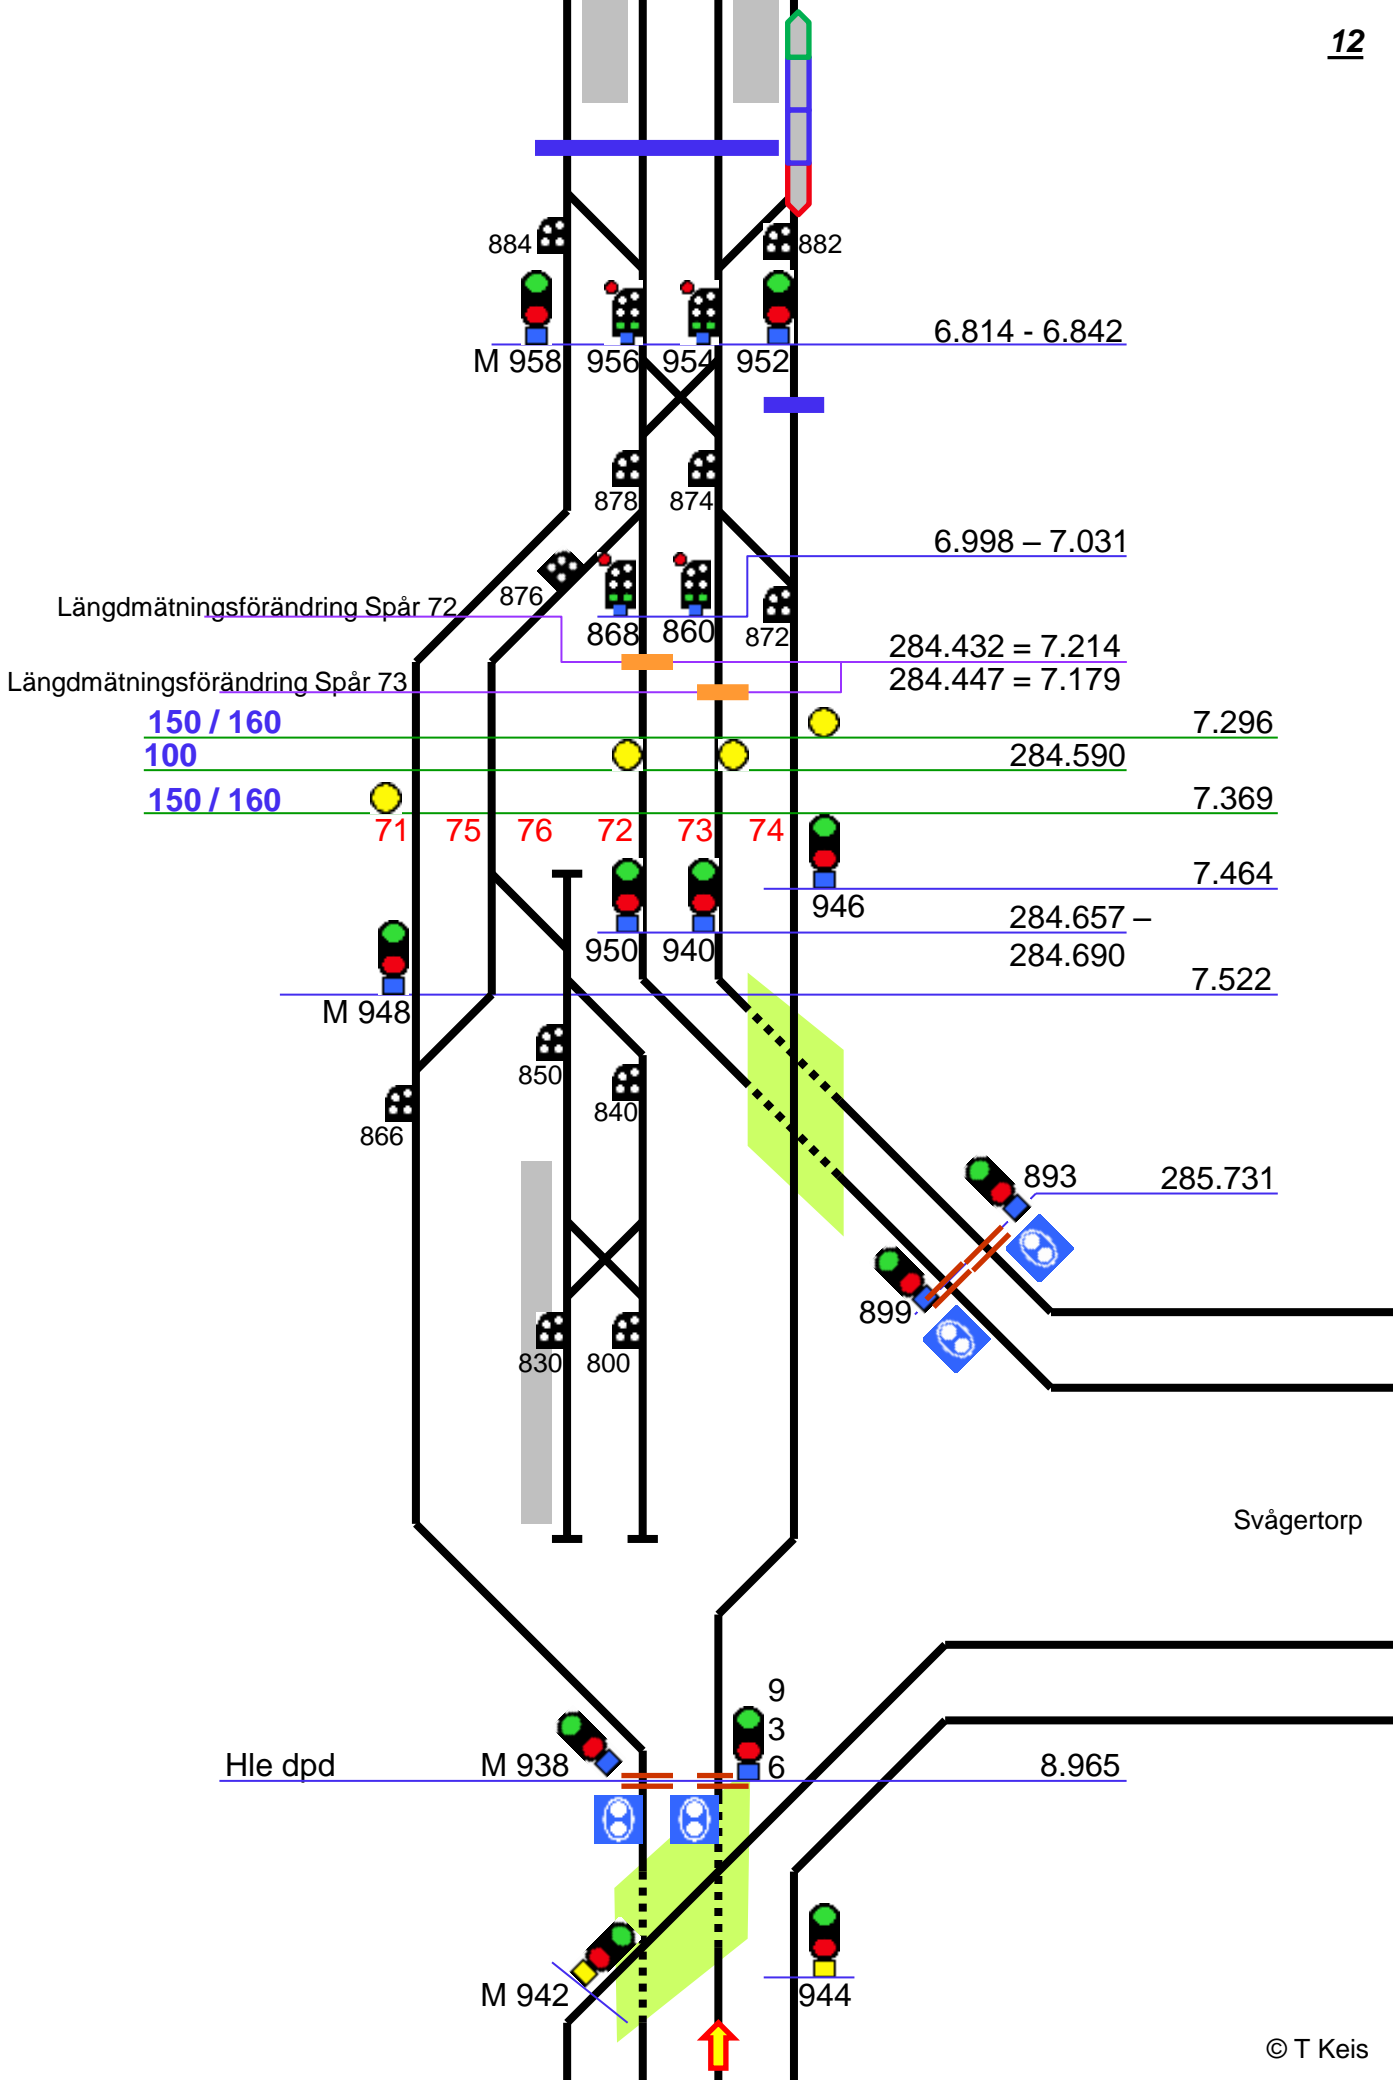 12
884
882
6.814 - 6.842
M 958
956
954
952
878
874
6.998 – 7.031
876
Längdmätningsförändring Spår 72
868
860
872
284.432 = 7.214
Längdmätningsförändring Spår 73
284.447 = 7.179
150 / 160
7.296
100
284.590
150 / 160
7.369
71
75
76
72
73
74
7.464
946
284.657 –
950
940
284.690
7.522
M 948
850
840
866
893
285.731
899
830
800
Svågertorp
9
3
6
Hle dpd
M 938
8.965
M 942
944
© T Keis